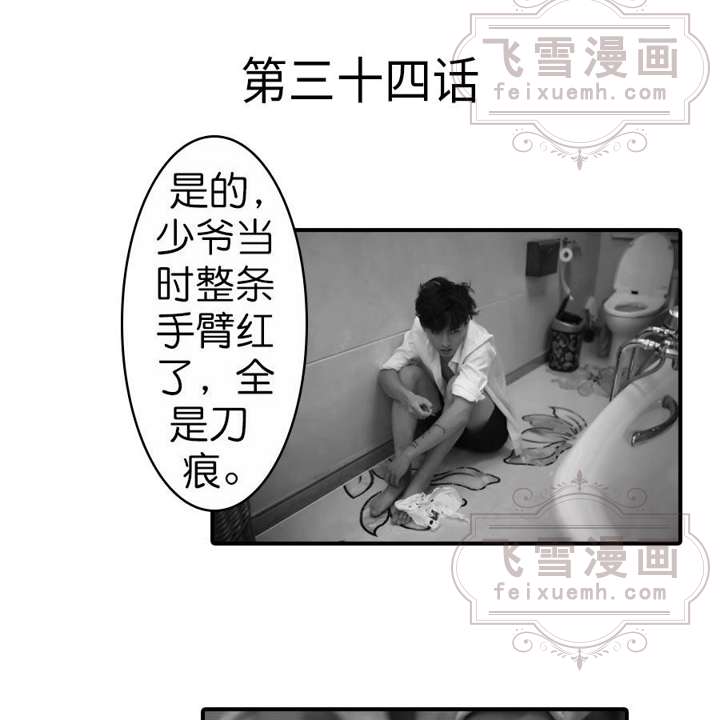 飞雪漫画
feixuemh.com
第三十四话
是的，
少爷当
时整条
手臂红
了，全
是刀
痕。
飞雪漫画
feixuemh.com